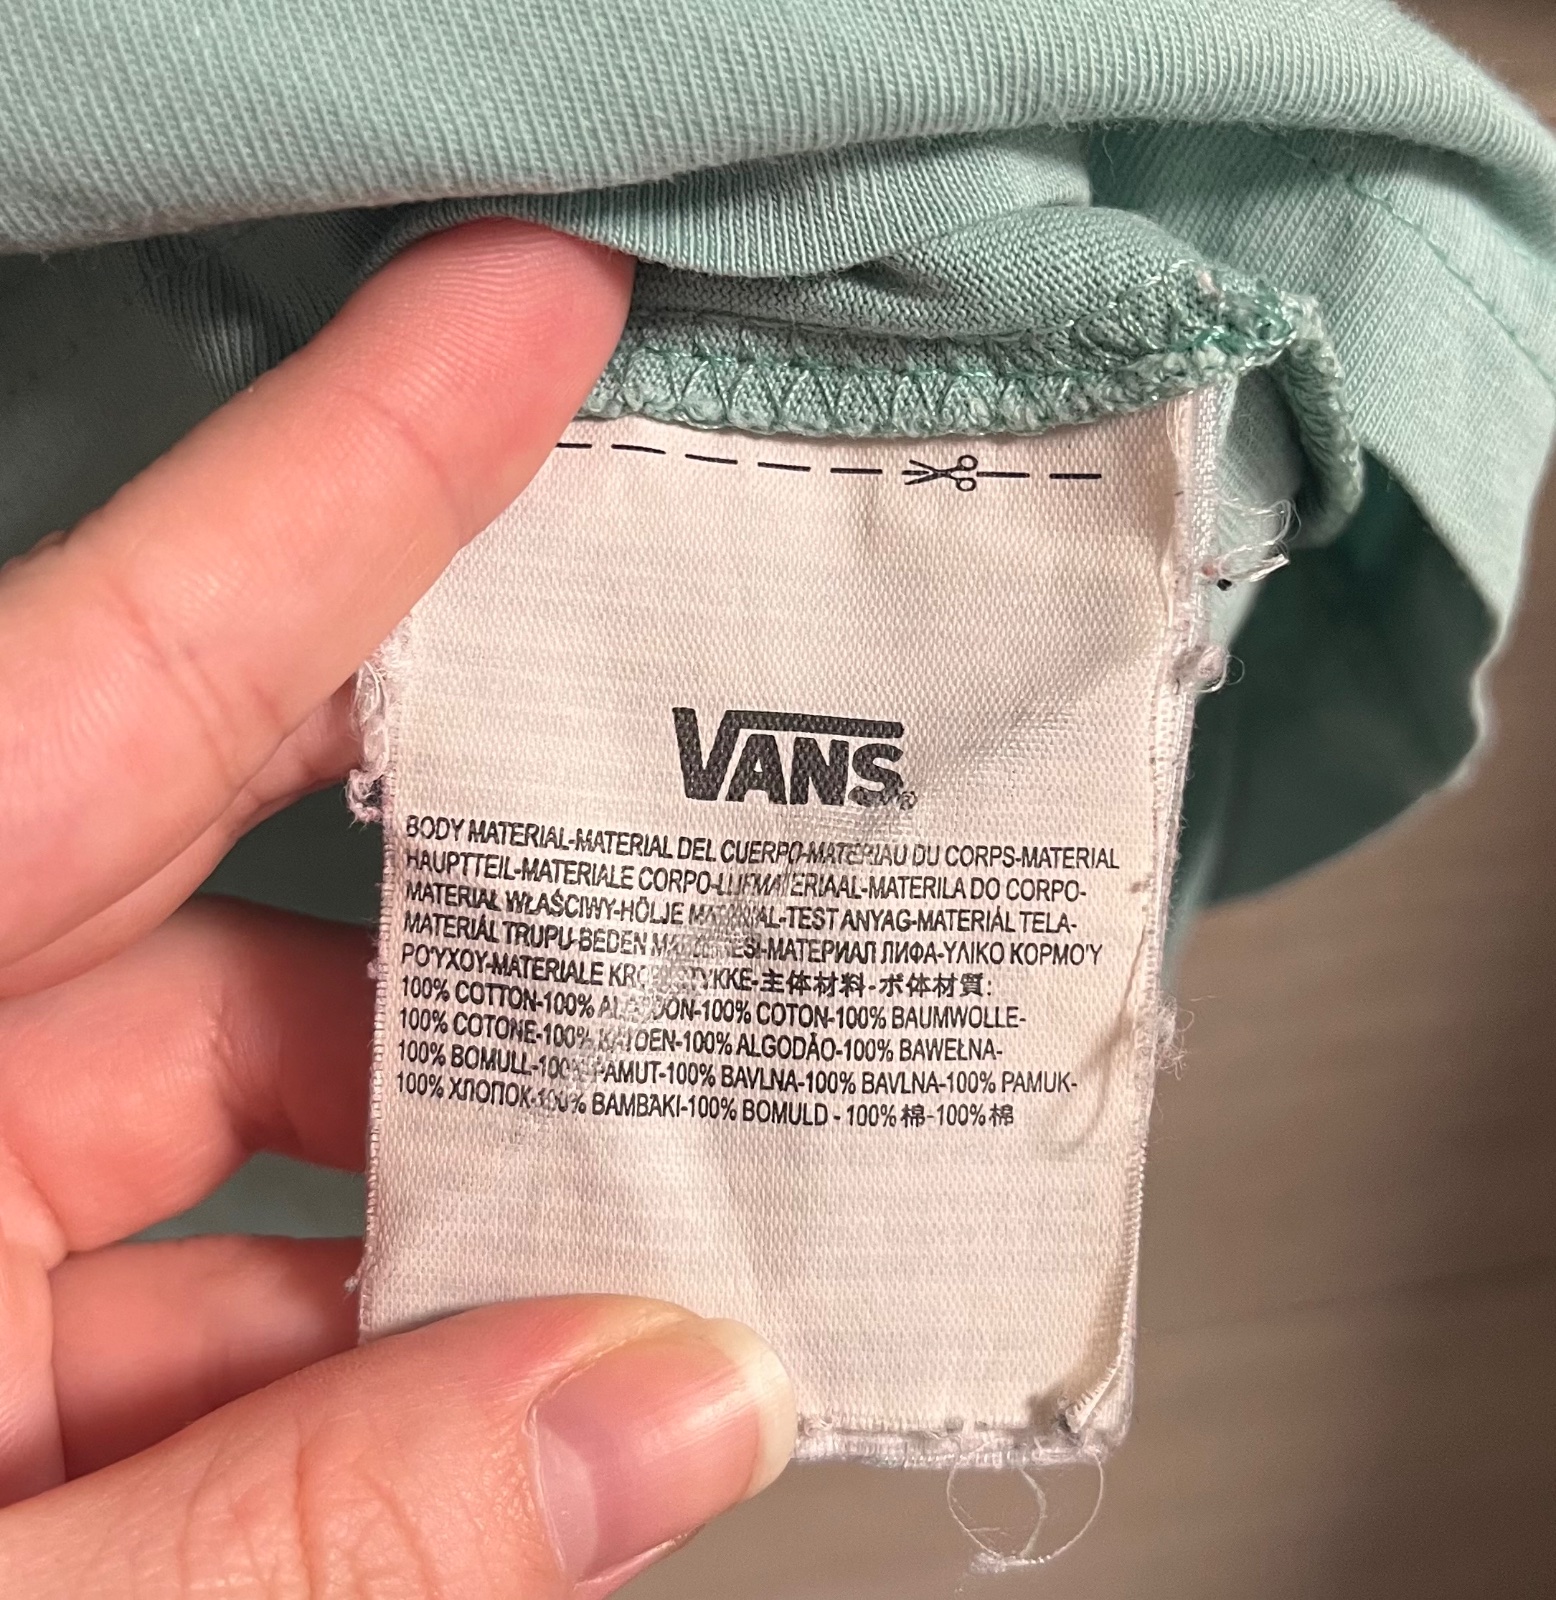 VANS®
BODY MATERIAL-MATERIAL DEL CUERPO-MATERIAU DU CORPS-MATERIAL
HAUPTTEIL-MATERIALE CORPO-LIJFMATERIAAL-MATERILA DO CORPO-
MATERIAŁ WŁAŚCIWY-HÖLJE MATERIAL-TEST ANYAG-MATERIÁL TELA-
MATERIÁL TRUPU-BEDEN -МАТЕРИАЛ ЛИФА-ΥΛΙΚΟ ΚΟΡΜΟ'Υ
ΡΟ'ΥΧΟΥ-MATERIALE -主体材料-ボ体材質:
100% COTTON-100% ALGODON-100% COTON-100% BAUMWOLLE-
100% COTONE-100% KATOEN-100% ALGODÃO-100% BAWEŁNA-
100% BOMULL-100% PAMUT-100% BAVLNA-100% BAVLNA-100% PAMUK-
100% ХЛОПОК-100% BAMBAKI-100% BOMULD - 100% 棉-100% 棉